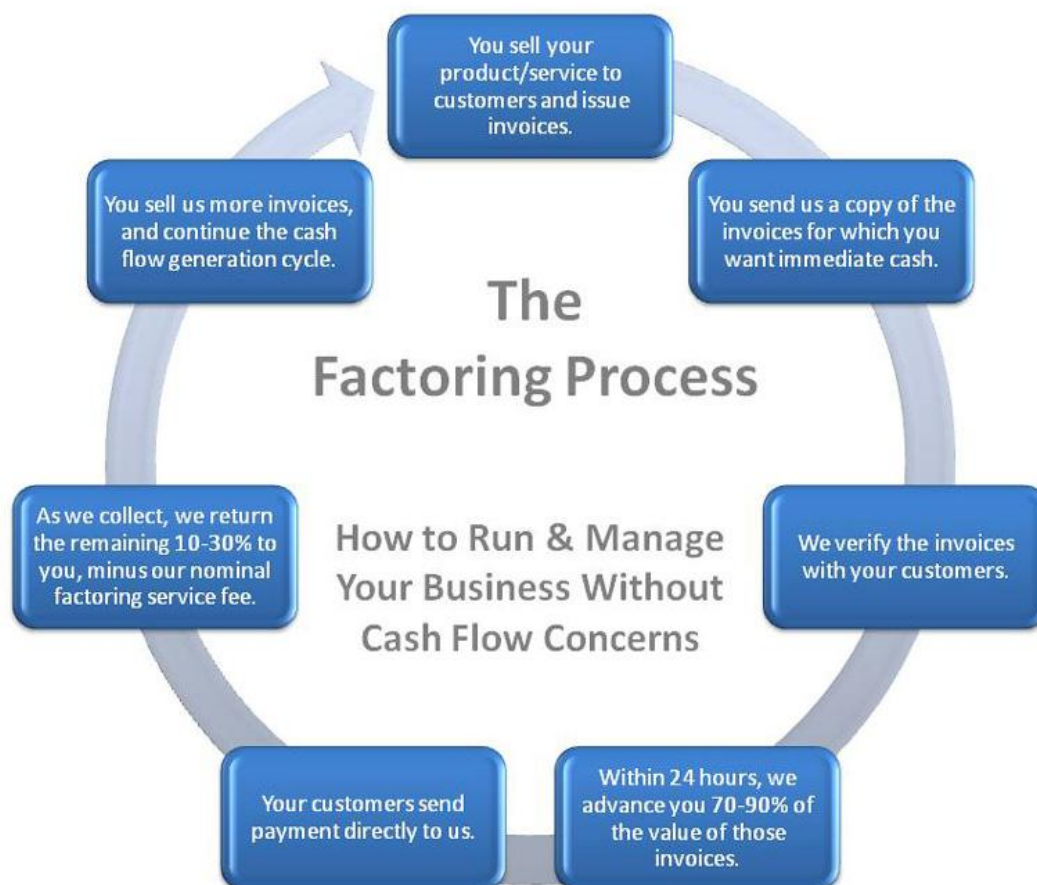 You sell your
product/service to
customers and issue
invoices.
You send us a copy of the
invoices for which you
want immediate cash.
We verify the invoices
with your customers.
Within 24 hours, we
advance you 70-90% of
the value of those
invoices.
Your customers send
payment directly to us.
As we collect, we return
the remaining 10-30% to
you, minus our nominal
factoring service fee.
You sell us more invoices,
and continue the cash
flow generation cycle.
The
Factoring Process
How to Run & Manage
Your Business Without
Cash Flow Concerns